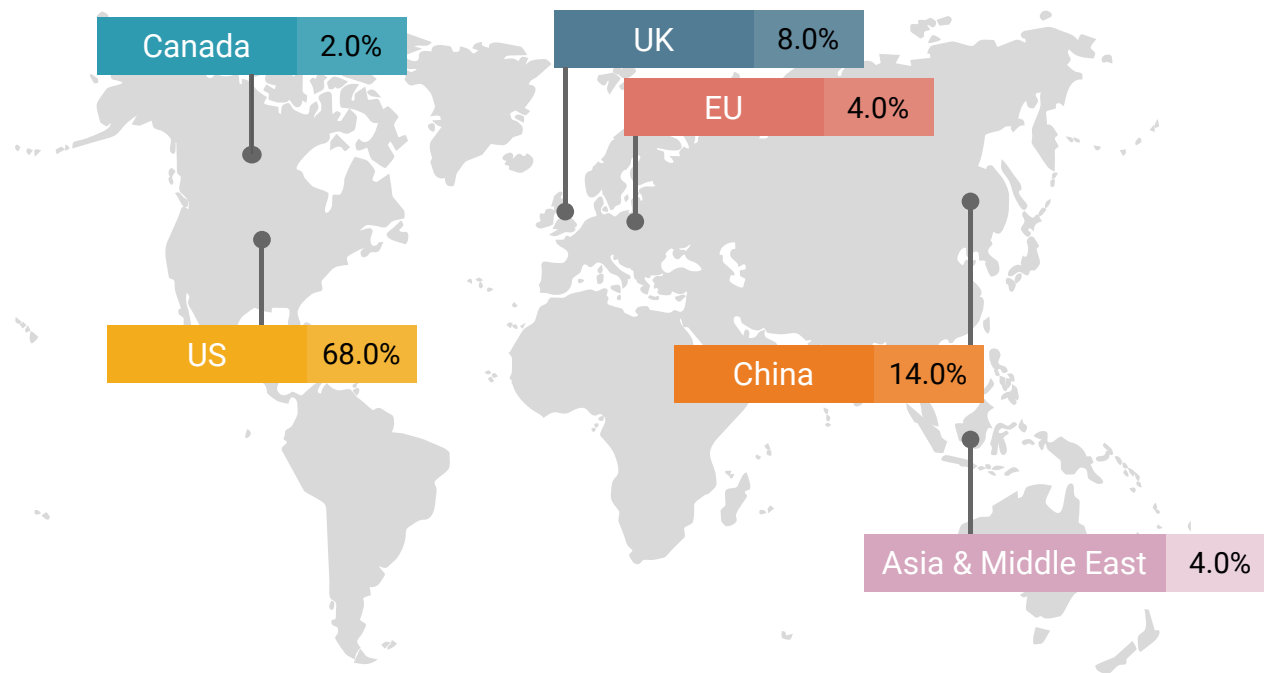 Canada 2.0%
UK 8.0%
EU 4.0%
US 68.0%
China 14.0%
Asia & Middle East 4.0%